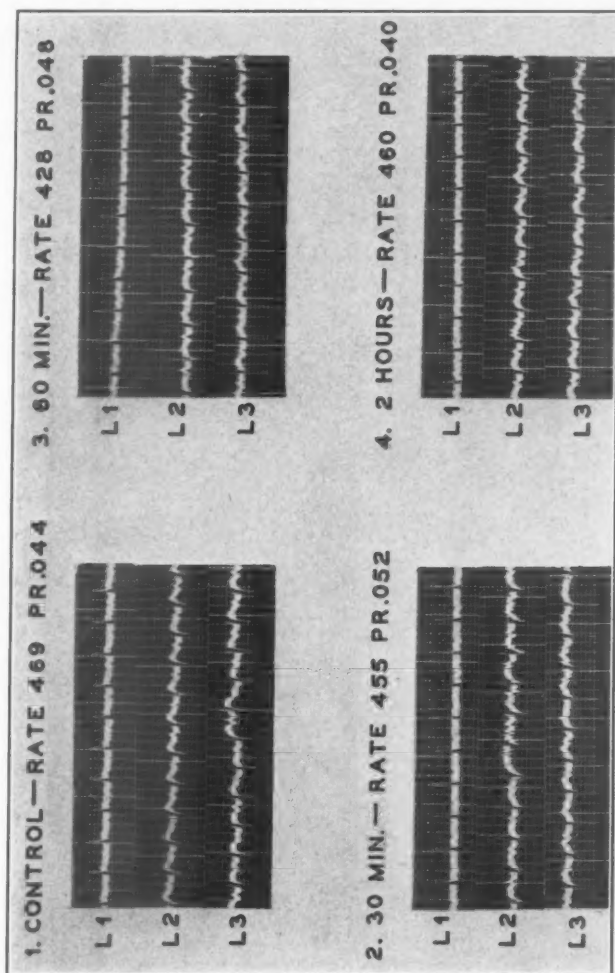 1. CONTROL—RATE 469 PR.044
L1
L2
L3
2. 30 MIN.—RATE 455 PR.052
L1
L2
L3
3. 60 MIN.—RATE 428 PR.048
L1
L2
L3
4. 2 HOURS—RATE 460 PR.040
L1
L2
L3